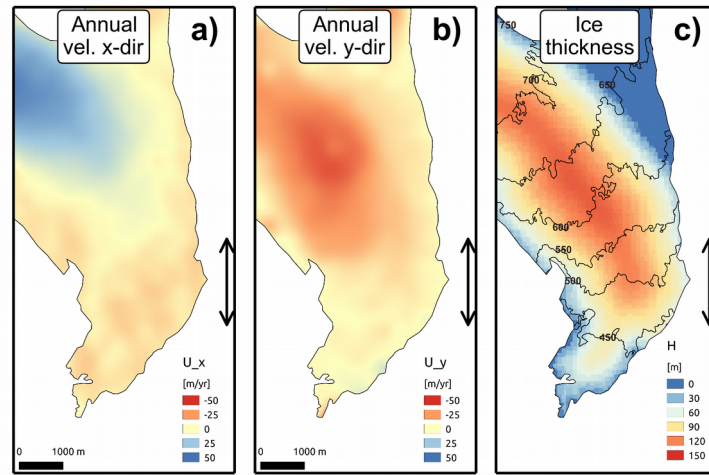 Annual
vel. x-dir
a)
U_x
[m/yr]
-50
-25
0
25
50
0 1000 m
Annual
vel. y-dir
b)
U_y
[m/yr]
-50
-25
0
25
50
0 1000 m
Ice
thickness
c)
750
700
650
600
550
500
450
H
[m]
0
30
60
90
120
150
0 1000 m